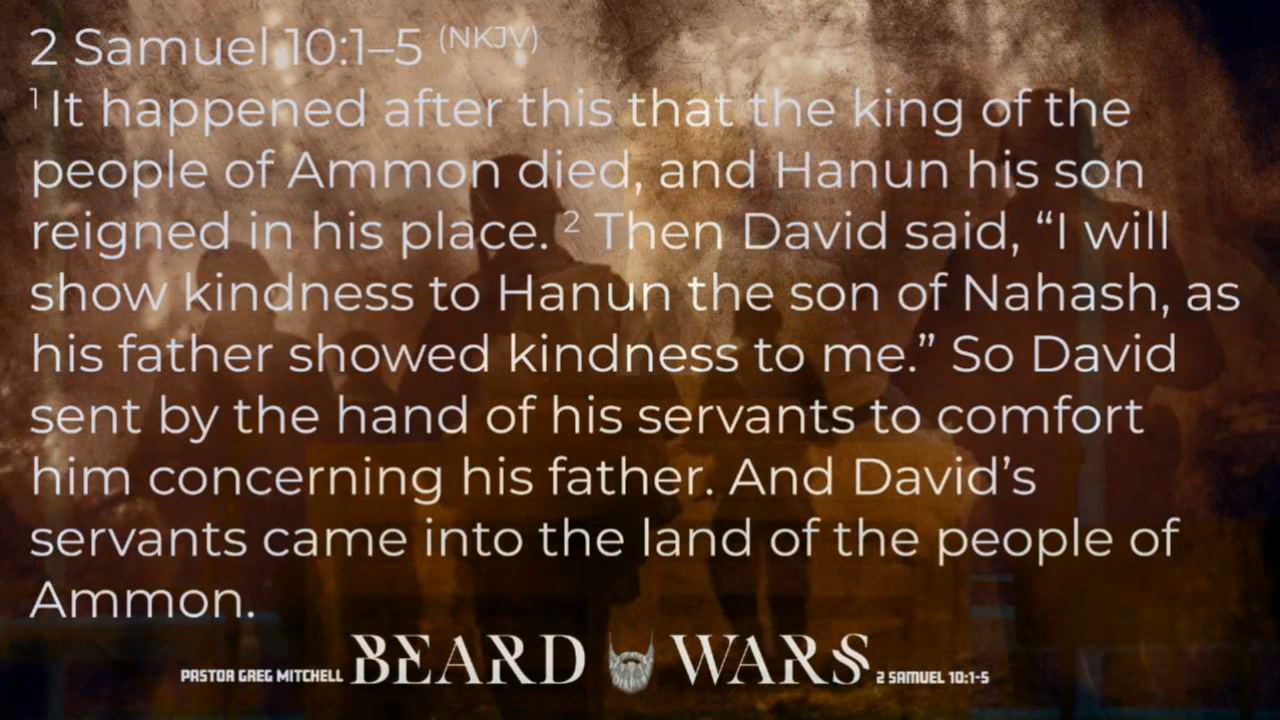 2 Samuel 10:1–5 (NKJV)
1 It happened after this that the king of the
people of Ammon died, and Hanun his son
reigned in his place. 2 Then David said, “I will
show kindness to Hanun the son of Nahash, as
his father showed kindness to me.” So David
sent by the hand of his servants to comfort
him concerning his father. And David’s
servants came into the land of the people of
Ammon.
PASTOR GREG MITCHELL BEARD WARS 2 SAMUEL 10:1-5